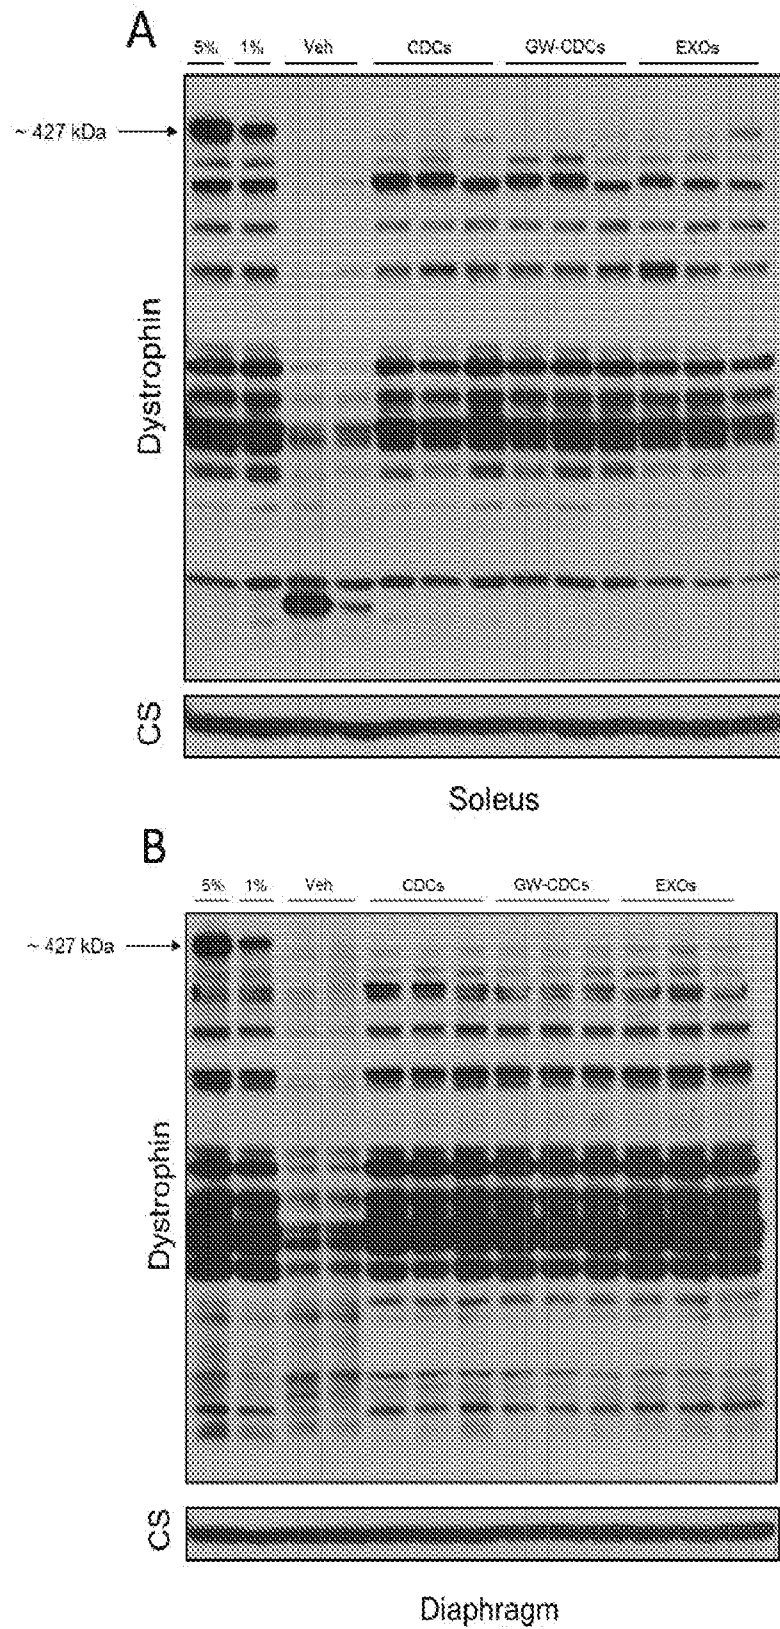 A
5% 1% Veh CDCs GW-CDCs EXOs
~ 427 kDa
Dystrophin
CS
Soleus
B
5% 1% Veh CDCs GW-CDCs EXOs
~ 427 kDa
Dystrophin
CS
Diaphragm